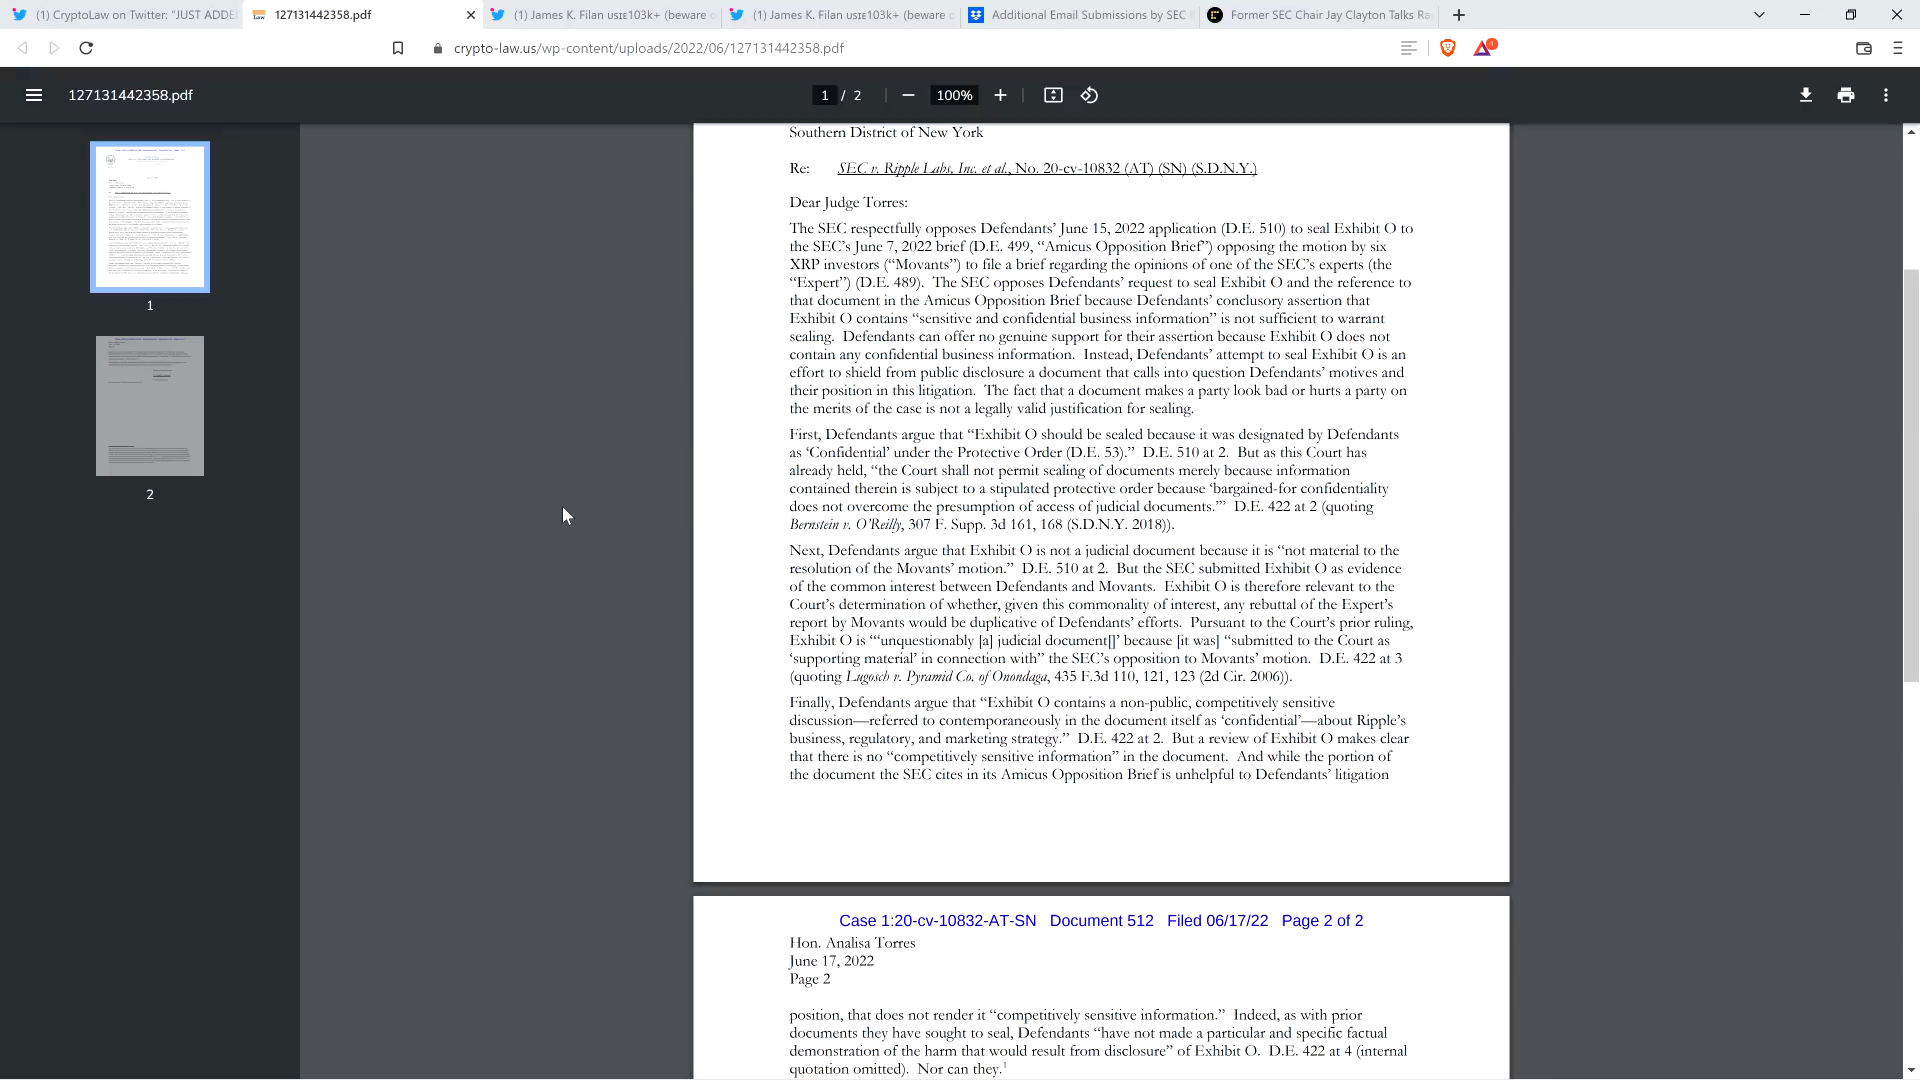 (1) CryptoLaw on Twitter: "JUST ADDE
127131442358.pdf
(1) James K. Filan 🇺🇸🇮🇪103k+ (beware o
(1) James K. Filan 🇺🇸🇮🇪103k+ (beware o
Additional Email Submissions by SEC
Former SEC Chair Jay Clayton Talks Ra
crypto-law.us/wp-content/uploads/2022/06/127131442358.pdf
127131442358.pdf
1 / 2
100%
1
2
Southern District of New York
Re: SEC v. Ripple Labs, Inc. et al., No. 20-cv-10832 (AT) (SN) (S.D.N.Y.)
Dear Judge Torres:
The SEC respectfully opposes Defendants’ June 15, 2022 application (D.E. 510) to seal Exhibit O to
the SEC’s June 7, 2022 brief (D.E. 499, “Amicus Opposition Brief”) opposing the motion by six
XRP investors (“Movants”) to file a brief regarding the opinions of one of the SEC’s experts (the
“Expert”) (D.E. 489). The SEC opposes Defendants’ request to seal Exhibit O and the reference to
that document in the Amicus Opposition Brief because Defendants’ conclusory assertion that
Exhibit O contains “sensitive and confidential business information” is not sufficient to warrant
sealing. Defendants can offer no genuine support for their assertion because Exhibit O does not
contain any confidential business information. Instead, Defendants’ attempt to seal Exhibit O is an
effort to shield from public disclosure a document that calls into question Defendants’ motives and
their position in this litigation. The fact that a document makes a party look bad or hurts a party on
the merits of the case is not a legally valid justification for sealing.
First, Defendants argue that “Exhibit O should be sealed because it was designated by Defendants
as ‘Confidential’ under the Protective Order (D.E. 53).” D.E. 510 at 2. But as this Court has
already held, “the Court shall not permit sealing of documents merely because information
contained therein is subject to a stipulated protective order because ‘bargained-for confidentiality
does not overcome the presumption of access of judicial documents.’” D.E. 422 at 2 (quoting
Bernstein v. O’Reilly, 307 F. Supp. 3d 161, 168 (S.D.N.Y. 2018)).
Next, Defendants argue that Exhibit O is not a judicial document because it is “not material to the
resolution of the Movants’ motion.” D.E. 510 at 2. But the SEC submitted Exhibit O as evidence
of the common interest between Defendants and Movants. Exhibit O is therefore relevant to the
Court’s determination of whether, given this commonality of interest, any rebuttal of the Expert’s
report by Movants would be duplicative of Defendants’ efforts. Pursuant to the Court’s prior ruling,
Exhibit O is “‘unquestionably [a] judicial document[]’ because [it was] “submitted to the Court as
‘supporting material’ in connection with” the SEC’s opposition to Movants’ motion. D.E. 422 at 3
(quoting Lugosch v. Pyramid Co. of Onondaga, 435 F.3d 110, 121, 123 (2d Cir. 2006)).
Finally, Defendants argue that “Exhibit O contains a non-public, competitively sensitive
discussion—referred to contemporaneously in the document itself as ‘confidential’—about Ripple’s
business, regulatory, and marketing strategy.” D.E. 422 at 2. But a review of Exhibit O makes clear
that there is no “competitively sensitive information” in the document. And while the portion of
the document the SEC cites in its Amicus Opposition Brief is unhelpful to Defendants’ litigation
Case 1:20-cv-10832-AT-SN Document 512 Filed 06/17/22 Page 2 of 2
Hon. Analisa Torres
June 17, 2022
Page 2
position, that does not render it “competitively sensitive information.” Indeed, as with prior
documents they have sought to seal, Defendants “have not made a particular and specific factual
demonstration of the harm that would result from disclosure” of Exhibit O. D.E. 422 at 4 (internal
quotation omitted). Nor can they.¹